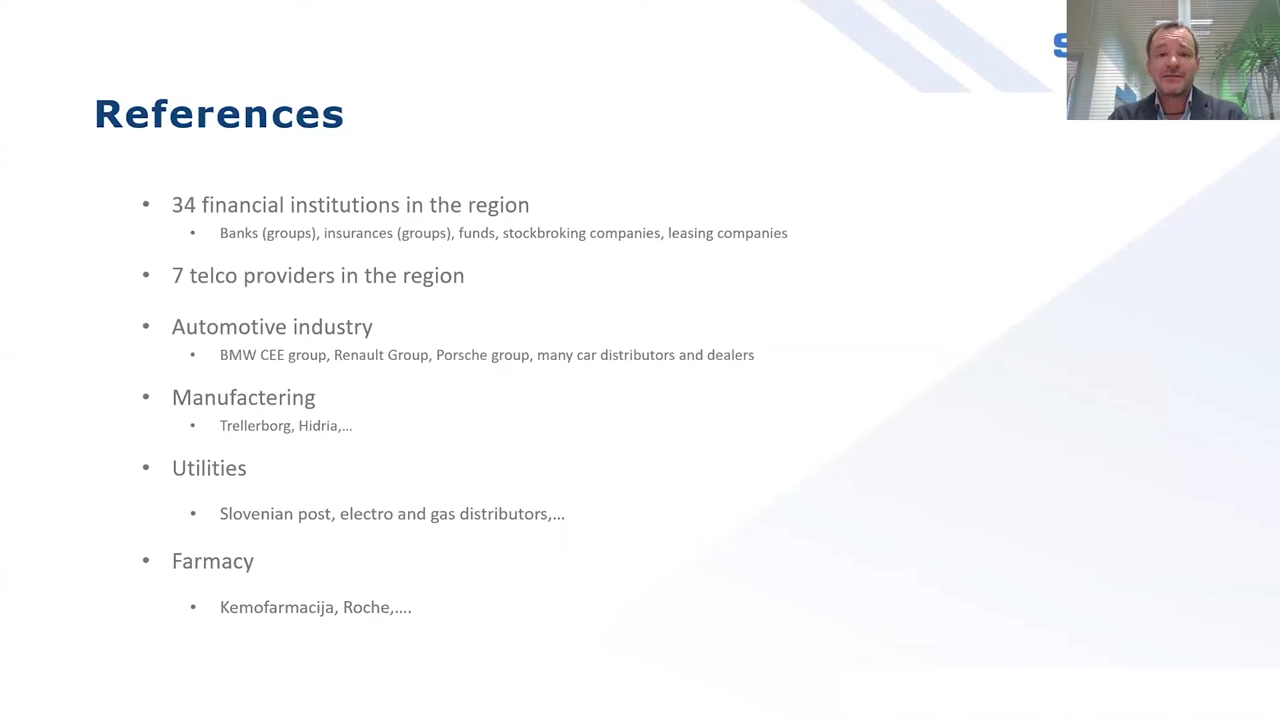 References
• 34 financial institutions in the region
• Banks (groups), insurances (groups), funds, stockbroking companies, leasing companies
• 7 telco providers in the region
• Automotive industry
• BMW CEE group, Renault Group, Porsche group, many car distributors and dealers
• Manufactering
• Trellerborg, Hidria,...
• Utilities
• Slovenian post, electro and gas distributors,...
• Farmacy
• Kemofarmacija, Roche,....